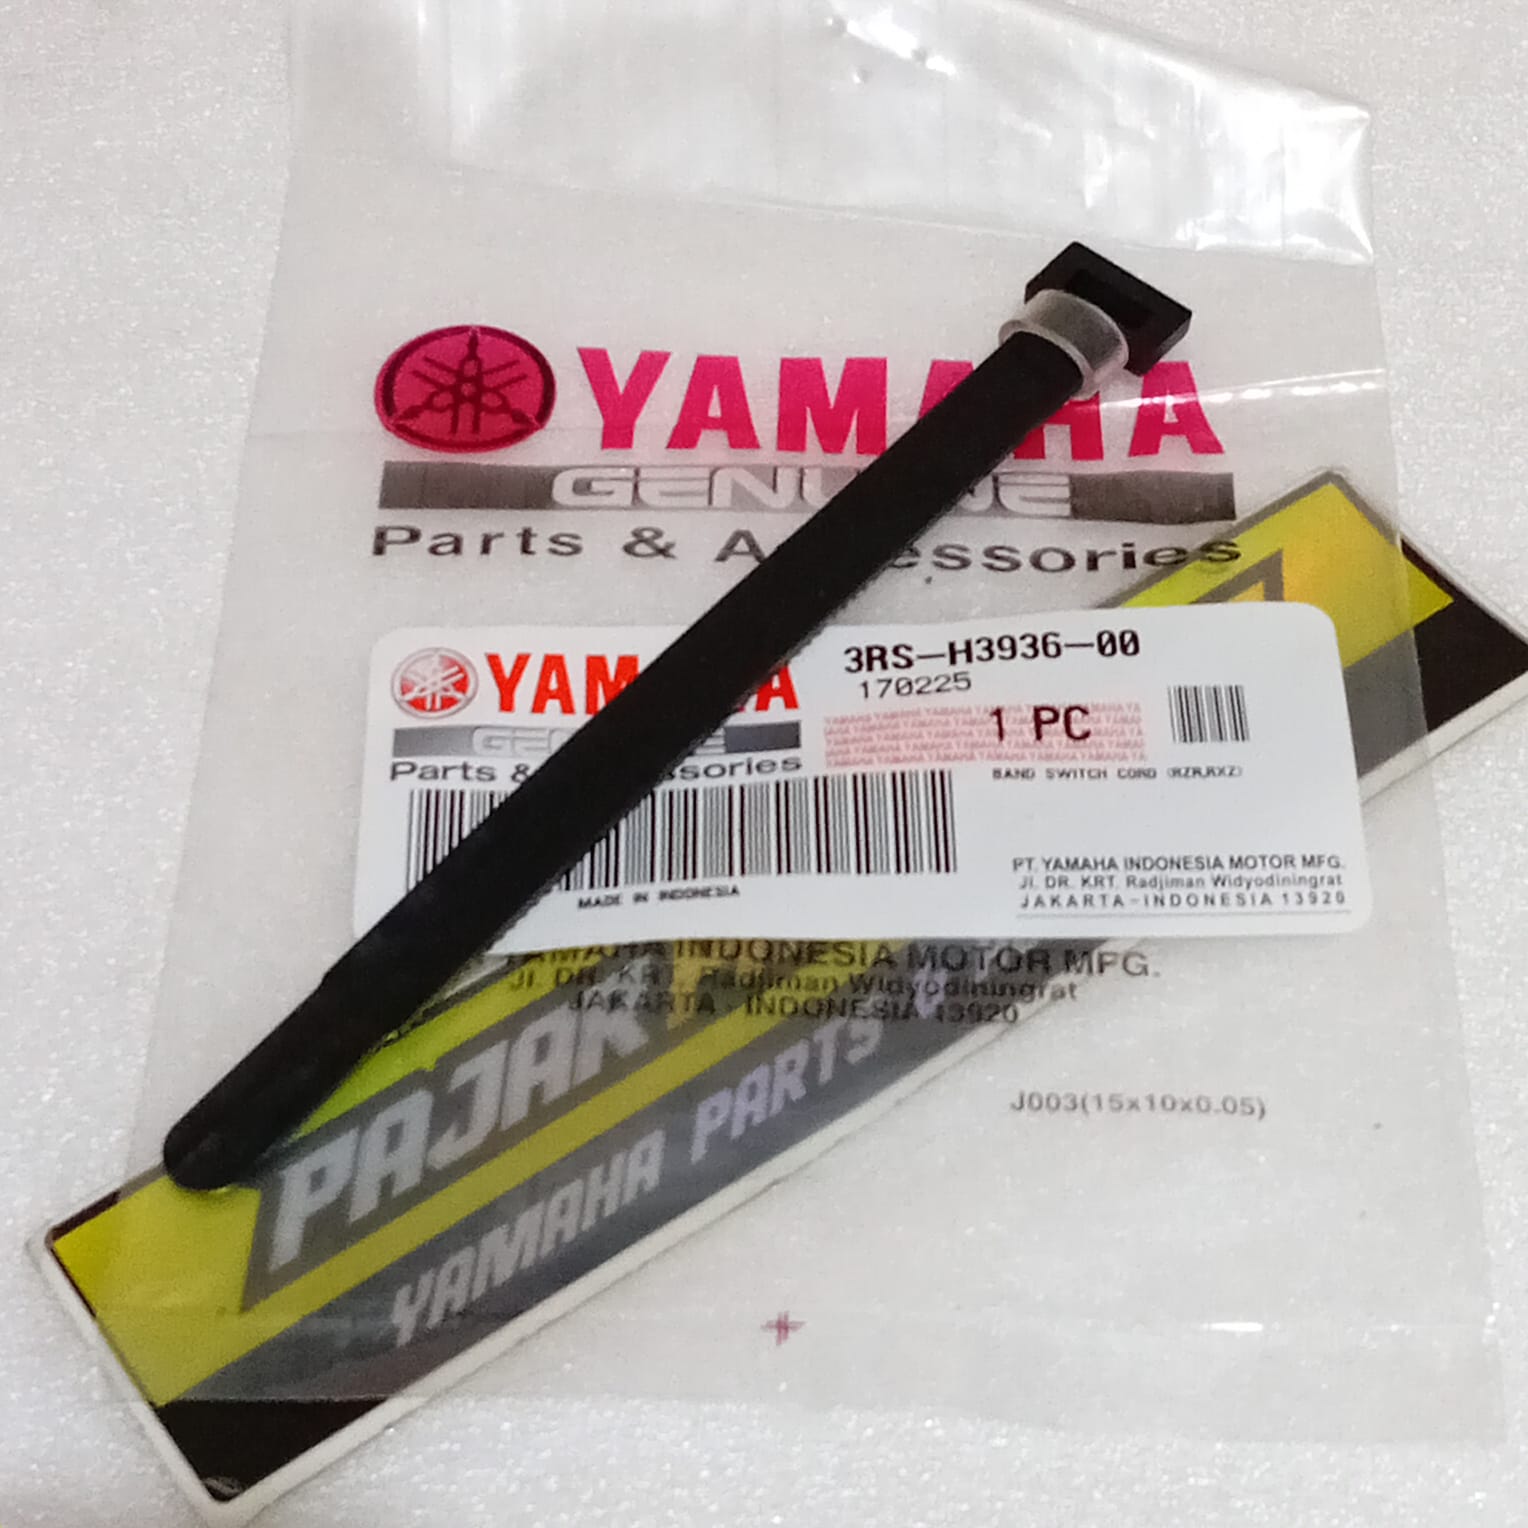 YAMAHA
GENUINE
Parts & Accessories
YAMAHA
3RS-H3936-00
170225
GENUINE
1 PC
Parts & Accessories
BAND SWITCH CORD (RZR,RXZ)
MADE IN INDONESIA
PT. YAMAHA INDONESIA MOTOR MFG.
Jl. DR. KRT. Radjiman Widyodiningrat
JAKARTA-INDONESIA 13920
YAMAHA INDONESIA MOTOR MFG.
Jl. DR. KRT. Radjiman Widyodiningrat
JAKARTA - INDONESIA 13920
PAJAK
YAMAHA PARTS
J003(15x10x0.05)